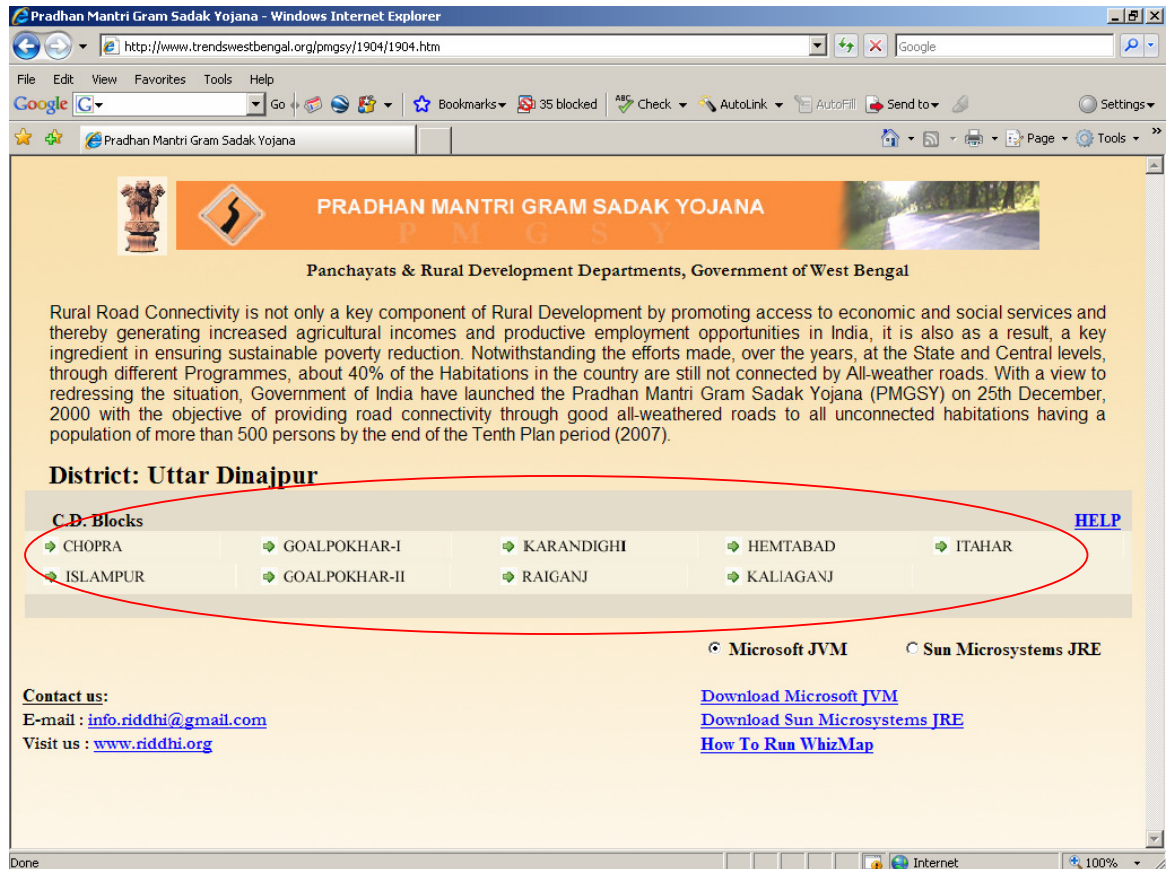 Pradhan Mantri Gram Sadak Yojana - Windows Internet Explorer
http://www.trendswestbengal.org/pmgsy/1904/1904.htm Google
File Edit View Favorites Tools Help
Google G Go Bookmarks 35 blocked ABC Check AutoLink AutoFill Send to Settings
Pradhan Mantri Gram Sadak Yojana Page Tools »
PRADHAN MANTRI GRAM SADAK YOJANA
P M G S Y
Panchayats & Rural Development Departments, Government of West Bengal
Rural Road Connectivity is not only a key component of Rural Development by promoting access to economic and social services and
thereby generating increased agricultural incomes and productive employment opportunities in India, it is also as a result, a key
ingredient in ensuring sustainable poverty reduction. Notwithstanding the efforts made, over the years, at the State and Central levels,
through different Programmes, about 40% of the Habitations in the country are still not connected by All-weather roads. With a view to
redressing the situation, Government of India have launched the Pradhan Mantri Gram Sadak Yojana (PMGSY) on 25th December,
2000 with the objective of providing road connectivity through good all-weathered roads to all unconnected habitations having a
population of more than 500 persons by the end of the Tenth Plan period (2007).
District: Uttar Dinajpur
C.D. Blocks HELP
CHOPRA GOALPOKHAR-I KARANDIGHI HEMTABAD ITAHAR
ISLAMPUR GOALPOKHAR-II RAIGANJ KALIAGANJ
Microsoft JVM Sun Microsystems JRE
Contact us: Download Microsoft JVM
E-mail : info.riddhi@gmail.com Download Sun Microsystems JRE
Visit us : www.riddhi.org How To Run WhizMap
Done Internet 100%